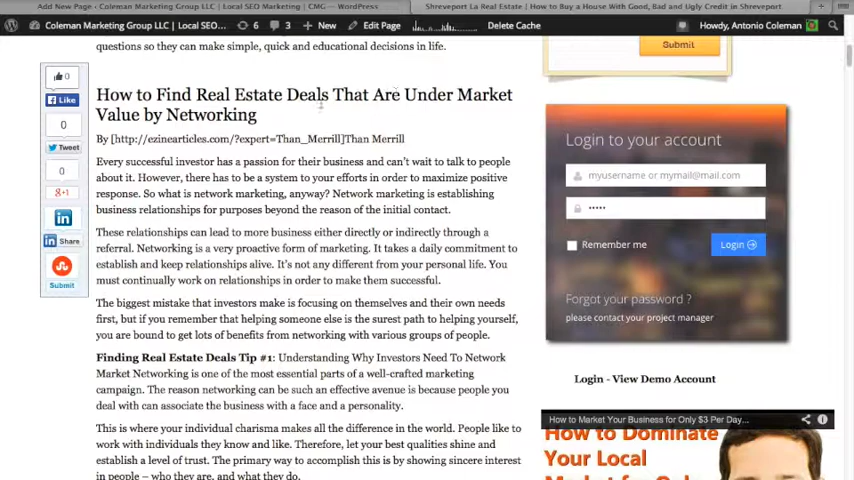 Add New Page ‹ Coleman Marketing Group LLC | Local SEO Marketing | CMG — WordPress
Shreveport La Real Estate | How to Buy a House With Good, Bad and Ugly Credit in Shreveport
Coleman Marketing Group LLC | Local SEO... 6 3 + New Edit Page Delete Cache Howdy, Antonio Coleman
questions so they can make simple, quick and educational decisions in life.
0
Like
0
Tweet
0
+1
Share
Submit
How to Find Real Estate Deals That Are Under Market
Value by Networking
By [http://ezinearticles.com/?expert=Than_Merrill]Than Merrill
Every successful investor has a passion for their business and can't wait to talk to people
about it. However, there has to be a system to your efforts in order to maximize positive
response. So what is network marketing, anyway? Network marketing is establishing
business relationships for purposes beyond the reason of the initial contact.
These relationships can lead to more business either directly or indirectly through a
referral. Networking is a very proactive form of marketing. It takes a daily commitment to
establish and keep relationships alive. It's not any different from your personal life. You
must continually work on relationships in order to make them successful.
The biggest mistake that investors make is focusing on themselves and their own needs
first, but if you remember that helping someone else is the surest path to helping yourself,
you are bound to get lots of benefits from networking with various groups of people.
Finding Real Estate Deals Tip #1: Understanding Why Investors Need To Network
Market Networking is one of the most essential parts of a well-crafted marketing
campaign. The reason networking can be such an effective avenue is because people you
deal with can associate the business with a face and a personality.
This is where your individual charisma makes all the difference in the world. People like to
work with individuals they know and like. Therefore, let your best qualities shine and
establish a level of trust. The primary way to accomplish this is by showing sincere interest
in people – who they are, and what they do.
Submit
Login to your account
myusername or mymail@mail.com
•••••
Remember me
Login
Forgot your password ?
please contact your project manager
Login - View Demo Account
How to Market Your Business for Only $3 Per Day...
How to Dominate
Your Local